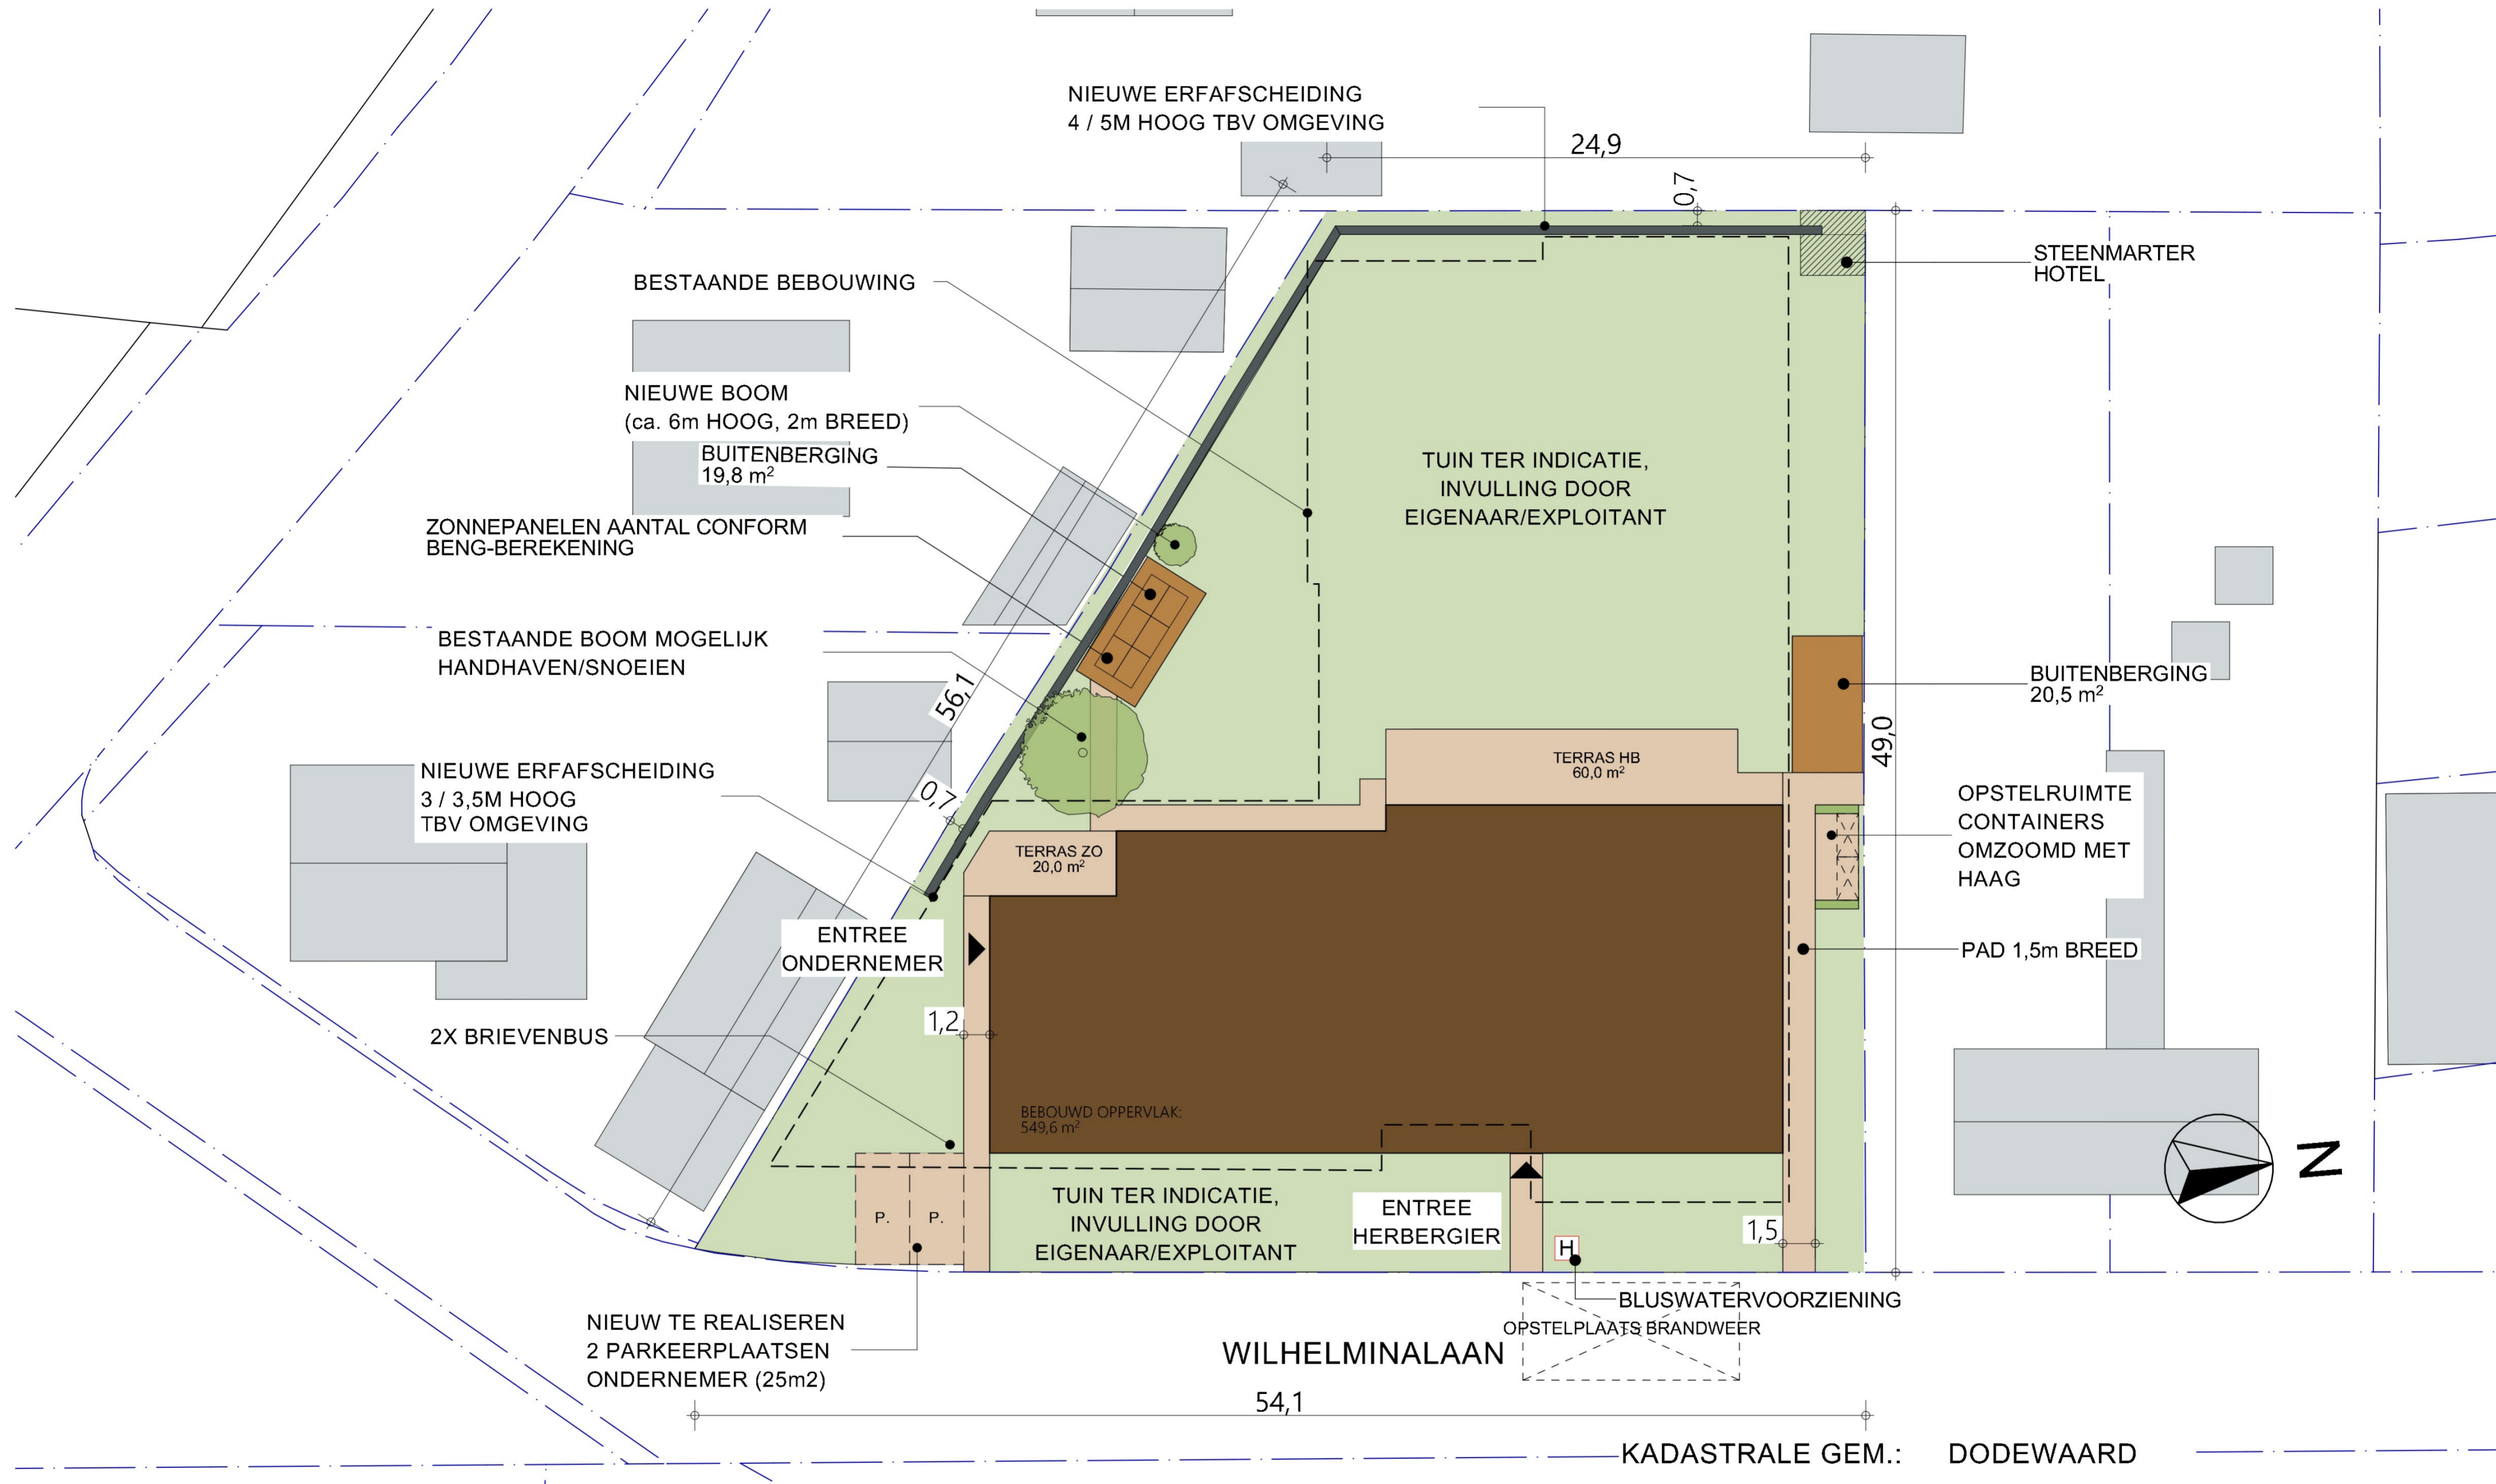 NIEUWE ERFAFSCHEIDING
4 / 5M HOOG TBV OMGEVING
24,9
0,7
STEENMARTER
HOTEL
BESTAANDE BEBOUWING
NIEUWE BOOM
(ca. 6m HOOG, 2m BREED)
BUITENBERGING
19,8 m²
TUIN TER INDICATIE,
INVULLING DOOR
EIGENAAR/EXPLOITANT
ZONNEPANELEN AANTAL CONFORM
BENG-BEREKENING
BESTAANDE BOOM MOGELIJK
HANDHAVEN/SNOEIEN
56,1
BUITENBERGING
20,5 m²
49,0
NIEUWE ERFAFSCHEIDING
3 / 3,5M HOOG
TBV OMGEVING
0,7
TERRAS HB
60,0 m²
OPSTELRUIMTE
CONTAINERS
OMZOOMD MET
HAAG
TERRAS ZO
20,0 m²
ENTREE
ONDERNEMER
PAD 1,5m BREED
1,2
2X BRIEVENBUS
BEBOUWD OPPERVLAK:
549,6 m²
N
P.
P.
TUIN TER INDICATIE,
INVULLING DOOR
EIGENAAR/EXPLOITANT
ENTREE
HERBERGIER
H
1,5
BLUSWATERVOORZIENING
OPSTELPLAATS BRANDWEER
NIEUW TE REALISEREN
2 PARKEERPLAATSEN
ONDERNEMER (25m2)
WILHELMINALAAN
54,1
KADASTRALE GEM.: DODEWAARD